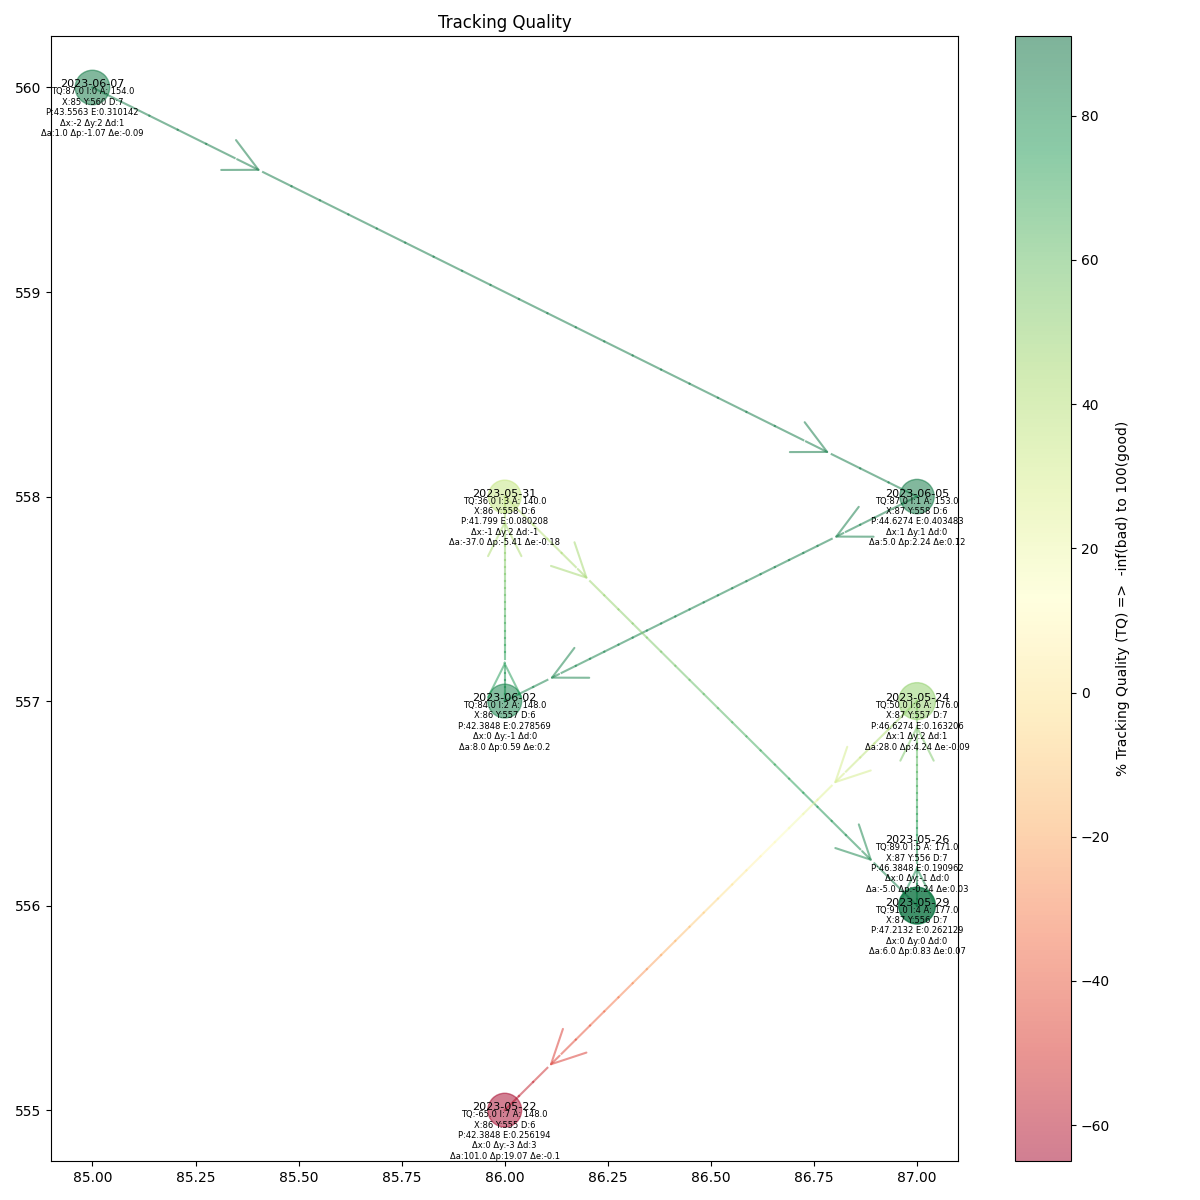 Tracking Quality
560
559
558
557
556
555
85.00
85.25
85.50
85.75
86.00
86.25
86.50
86.75
87.00
2023-06-07
TQ:87.0 I:0 A: 154.0
X:85 Y:560 D:7
P:43.5563 E:0.310142
Δx:-2 Δy:2 Δd:1
Δa:1.0 Δp:-1.07 Δe:-0.09
2023-05-31
TQ:36.0 I:3 A: 140.0
X:86 Y:558 D:6
P:41.799 E:0.080208
Δx:-1 Δy:2 Δd:-1
Δa:-37.0 Δp:-5.41 Δe:-0.18
2023-06-05
TQ:87.0 I:1 A: 153.0
X:87 Y:558 D:6
P:44.6274 E:0.403483
Δx:1 Δy:1 Δd:0
Δa:5.0 Δp:2.24 Δe:0.12
2023-06-02
TQ:84.0 I:2 A: 148.0
X:86 Y:557 D:6
P:42.3848 E:0.278569
Δx:0 Δy:-1 Δd:0
Δa:8.0 Δp:0.59 Δe:0.2
2023-05-24
TQ:50.0 I:6 A: 176.0
X:87 Y:557 D:7
P:46.6274 E:0.163206
Δx:1 Δy:2 Δd:1
Δa:28.0 Δp:4.24 Δe:-0.09
2023-05-26
TQ:89.0 I:5 A: 171.0
X:87 Y:556 D:7
P:46.3848 E:0.190962
Δx:0 Δy:-1 Δd:0
Δa:-5.0 Δp:-0.24 Δe:0.03
2023-05-29
TQ:91.0 I:4 A: 177.0
X:87 Y:556 D:7
P:47.2132 E:0.262129
Δx:0 Δy:0 Δd:0
Δa:6.0 Δp:0.83 Δe:0.07
2023-05-22
TQ:-65.0 I:7 A: 148.0
X:86 Y:555 D:6
P:42.3848 E:0.256194
Δx:0 Δy:-3 Δd:3
Δa:101.0 Δp:19.07 Δe:-0.1
80
60
40
20
0
−20
−40
−60
% Tracking Quality (TQ) => -inf(bad) to 100(good)